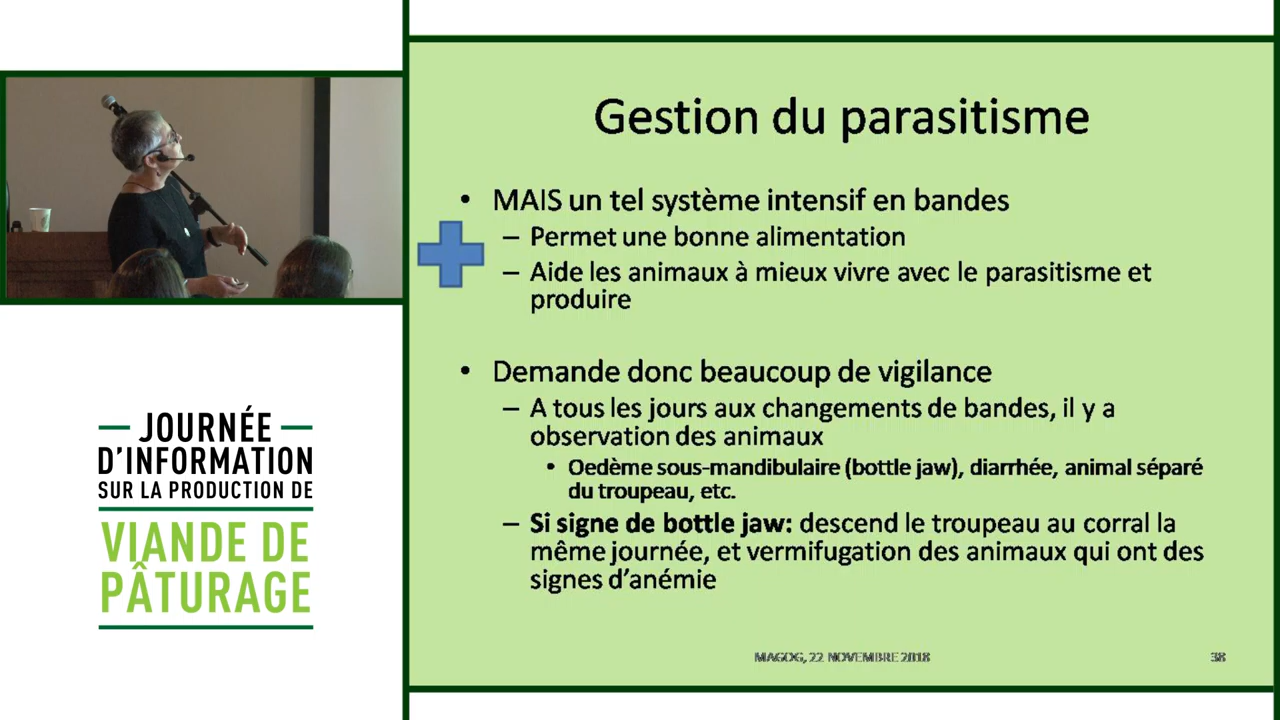 Gestion du parasitisme
• MAIS un tel système intensif en bandes
– Permet une bonne alimentation
– Aide les animaux à mieux vivre avec le parasitisme et
produire
• Demande donc beaucoup de vigilance
– A tous les jours aux changements de bandes, il y a
observation des animaux
• Oedème sous-mandibulaire (bottle jaw), diarrhée, animal séparé
du troupeau, etc.
– Si signe de bottle jaw: descend le troupeau au corral la
même journée, et vermifugation des animaux qui ont des
signes d'anémie
MAGOG, 22 NOVEMBRE 2018
38
— JOURNÉE —
D'INFORMATION
SUR LA PRODUCTION DE
VIANDE DE
PÂTURAGE